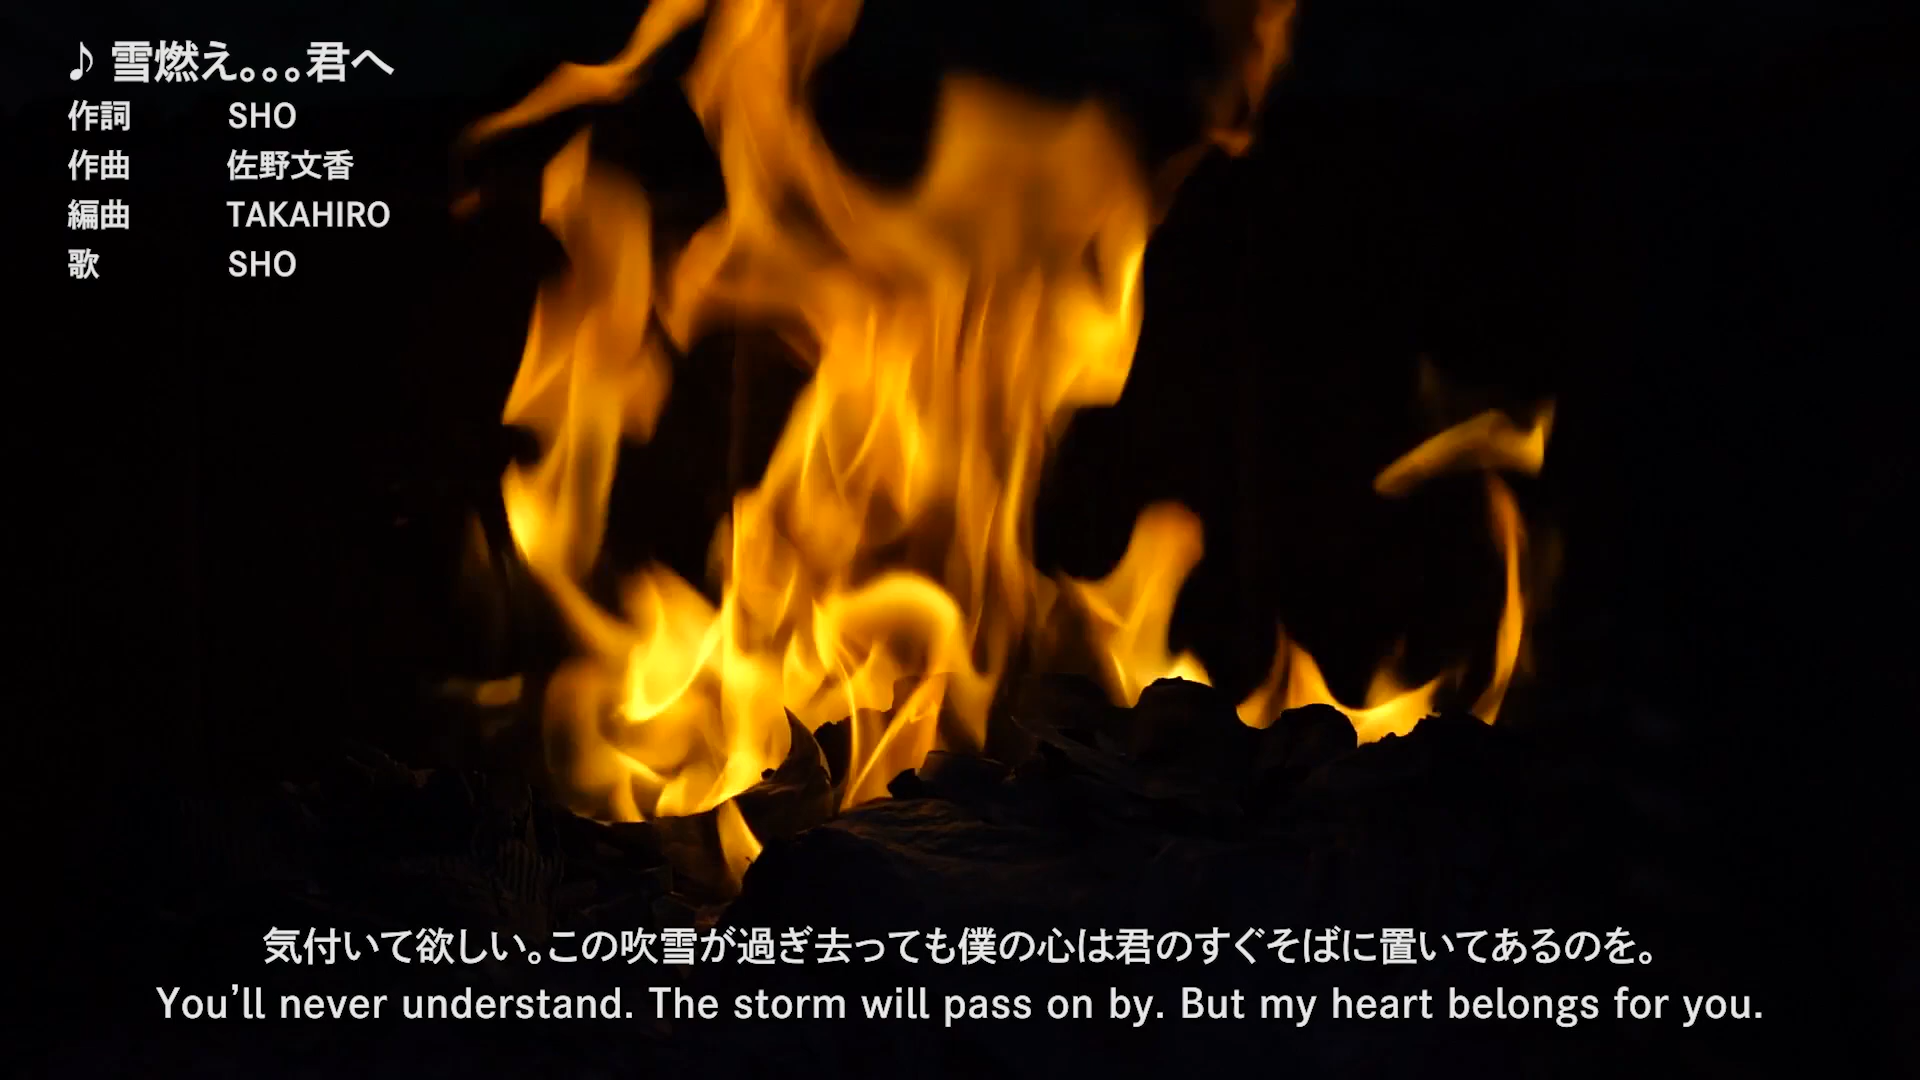 ♪ 雪燃え。。。君へ
作詞 SHO
作曲 佐野文香
編曲 TAKAHIRO
歌 SHO
気付いて欲しい。この吹雪が過ぎ去っても僕の心は君のすぐそばに置いてあるのを。
You’ll never understand. The storm will pass on by. But my heart belongs for you.